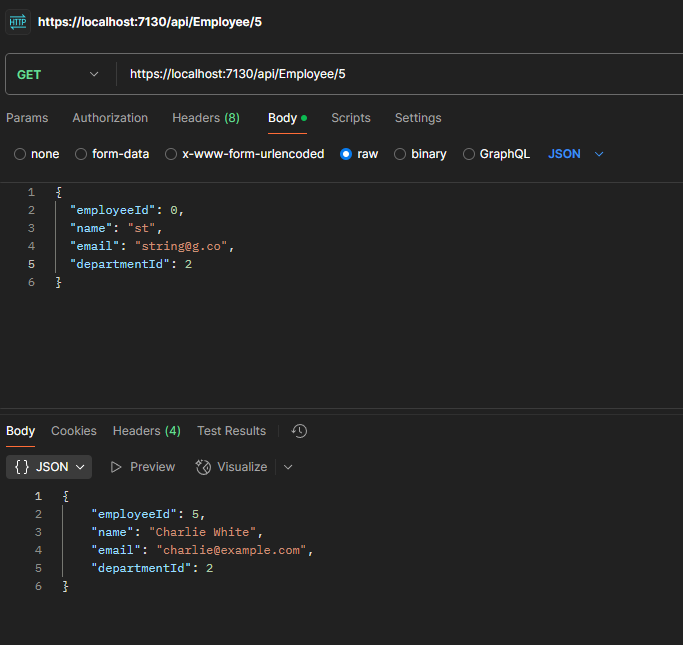 HTTP https://localhost:7130/api/Employee/5
GET https://localhost:7130/api/Employee/5
Params Authorization Headers (8) Body Scripts Settings
none form-data x-www-form-urlencoded raw binary GraphQL JSON
1 {
2 "employeeId": 0,
3 "name": "st",
4 "email": "string@g.co",
5 "departmentId": 2
6 }
Body Cookies Headers (4) Test Results
{} JSON Preview Visualize
1 {
2 "employeeId": 5,
3 "name": "Charlie White",
4 "email": "charlie@example.com",
5 "departmentId": 2
6 }